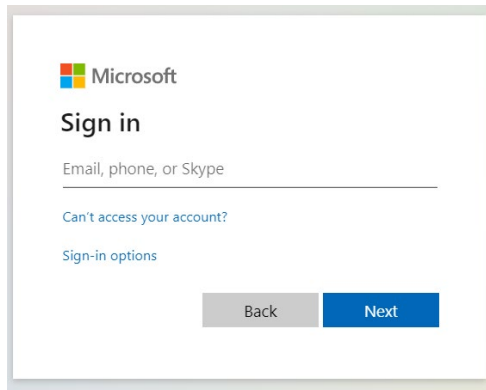 Microsoft
Sign in
Email, phone, or Skype
Can't access your account?
Sign-in options
Back Next